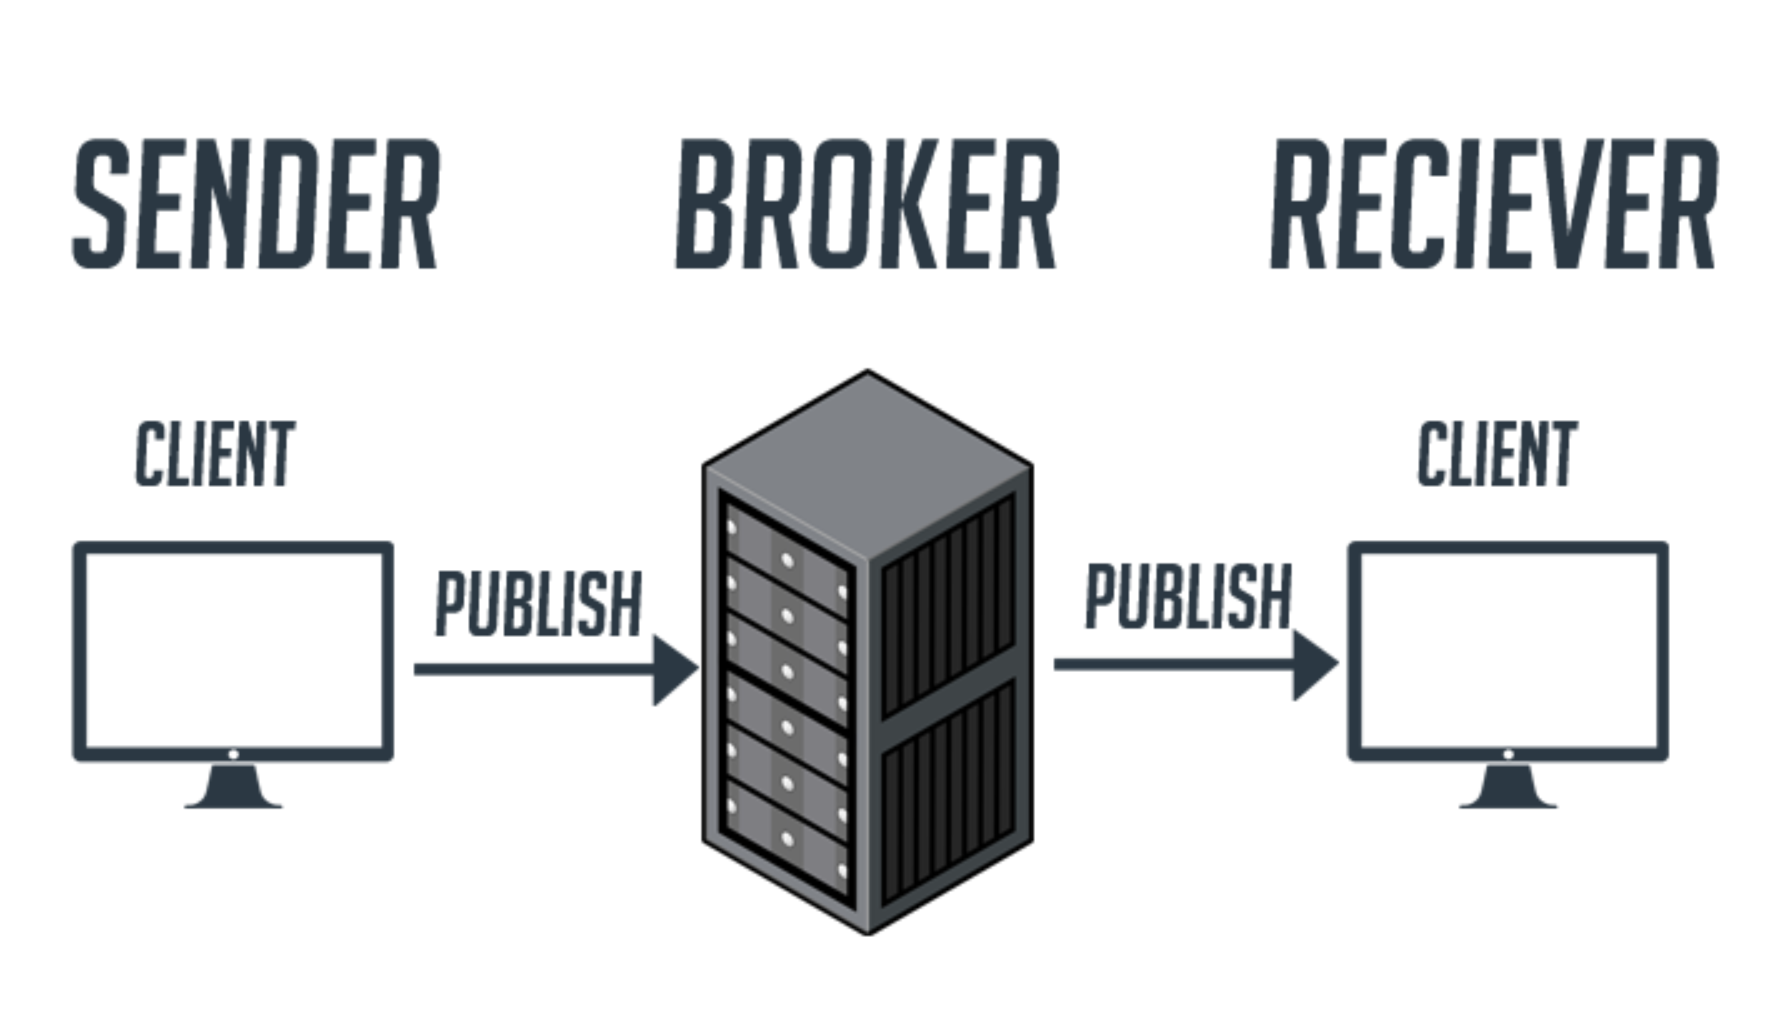 SENDER
BROKER
RECIEVER
CLIENT
CLIENT
PUBLISH
PUBLISH